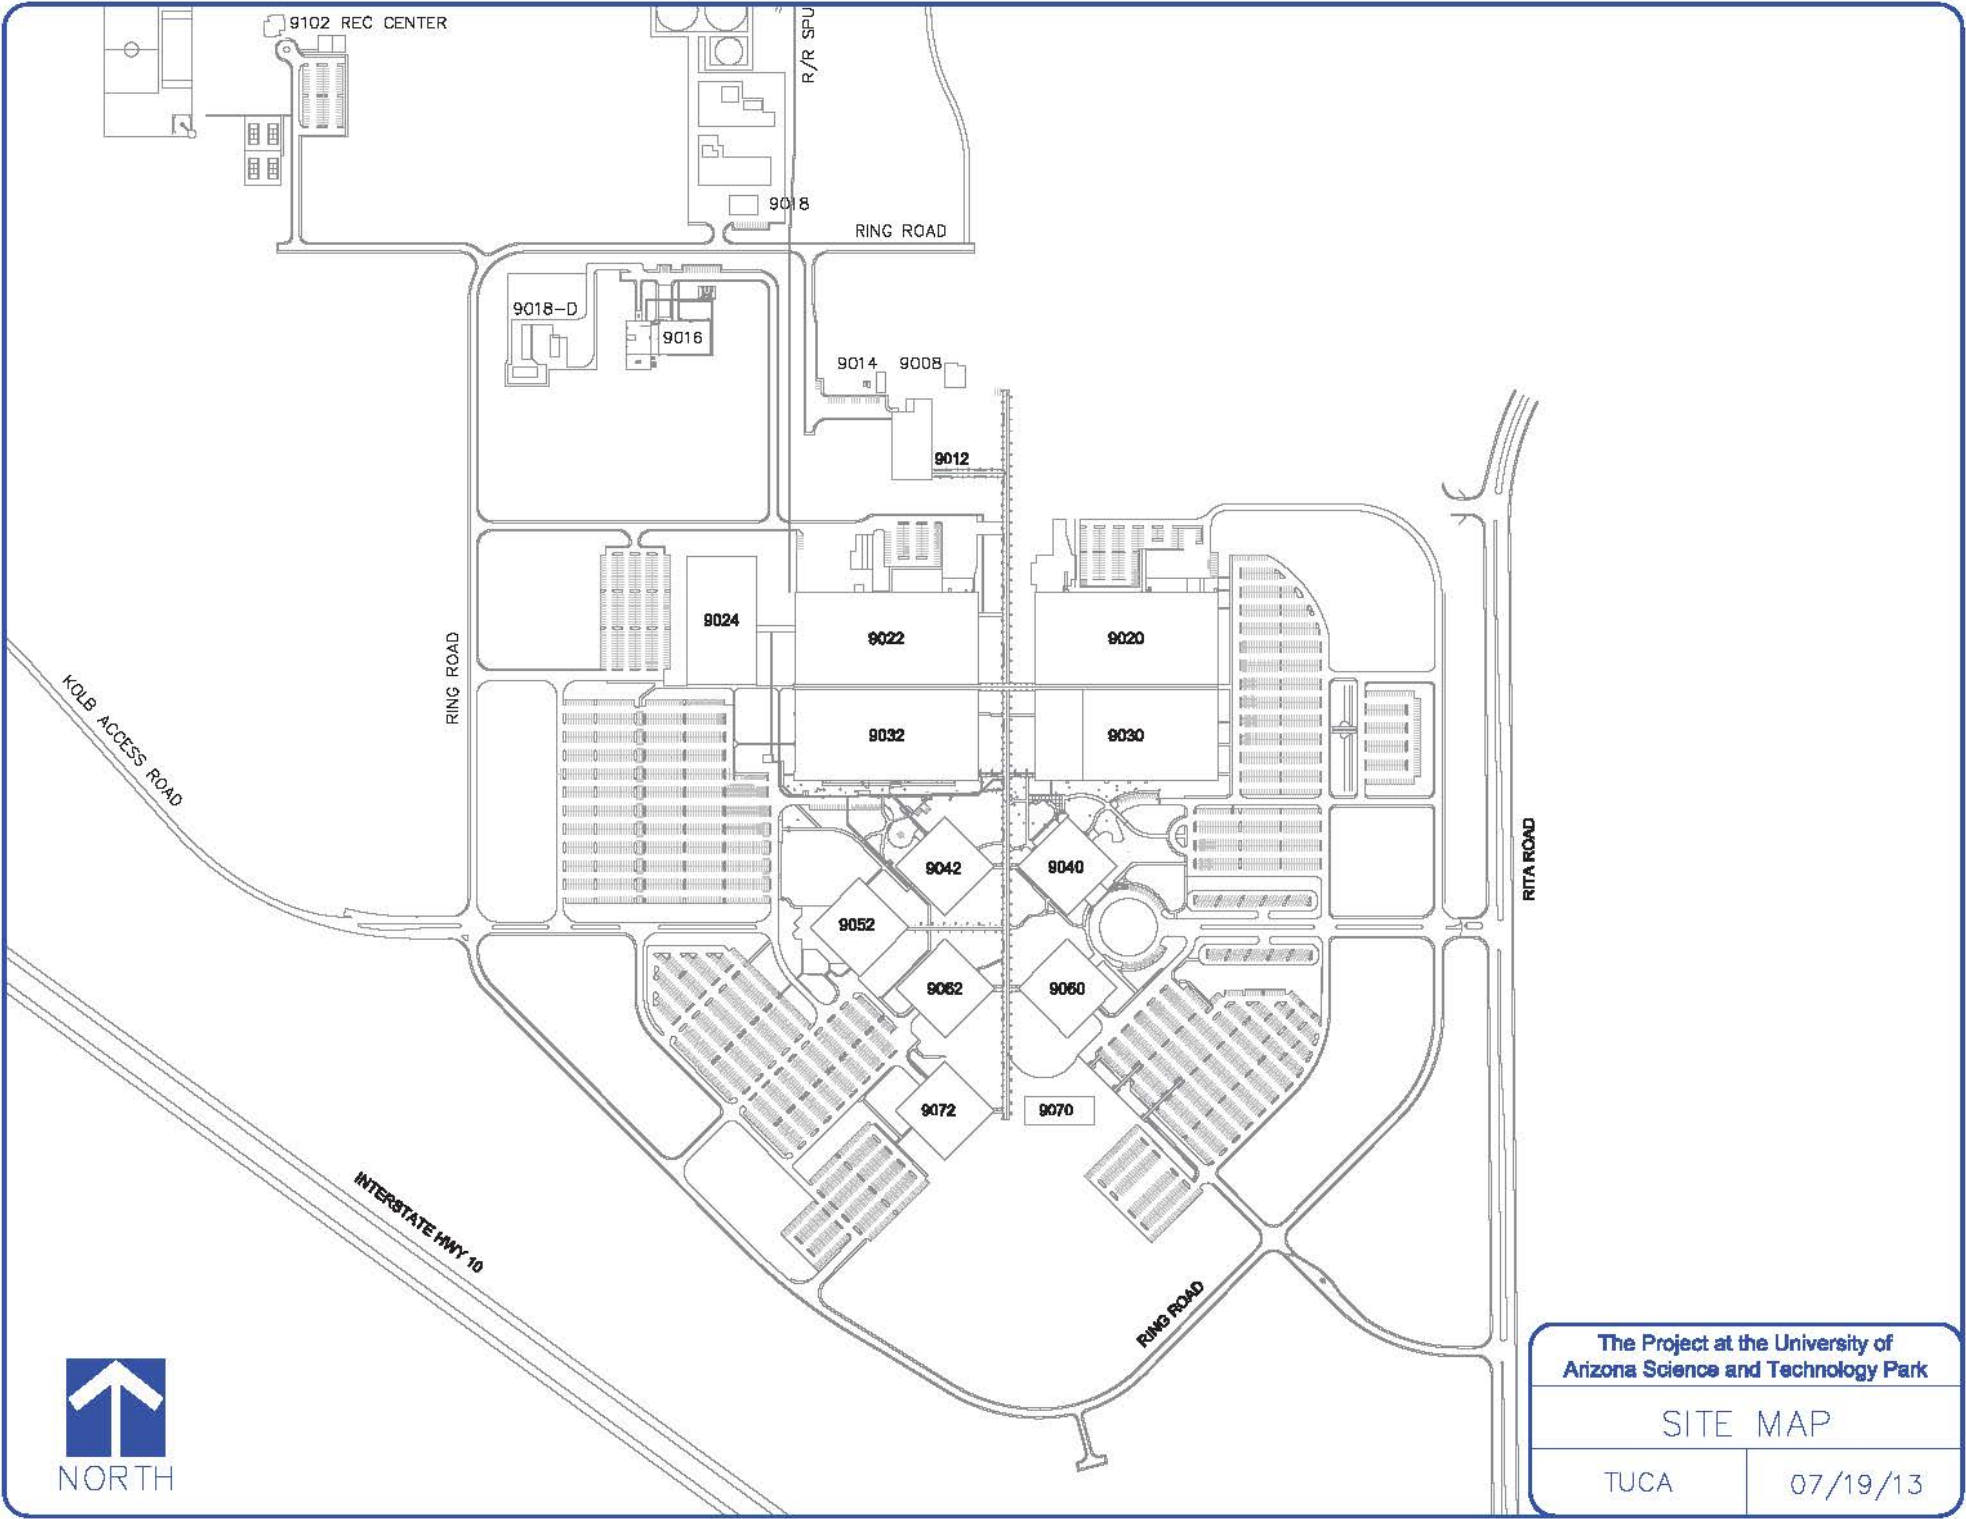 9102 REC CENTER
R/R SPU
9018
RING ROAD
9018-D
9016
9014
9008
9012
9024
9022
9020
RING ROAD
KOLB ACCESS ROAD
9032
9030
RITA ROAD
9042
9040
9052
9062
9060
9072
9070
INTERSTATE HWY 10
RING ROAD
NORTH
The Project at the University of
Arizona Science and Technology Park
SITE MAP
TUCA
07/19/13